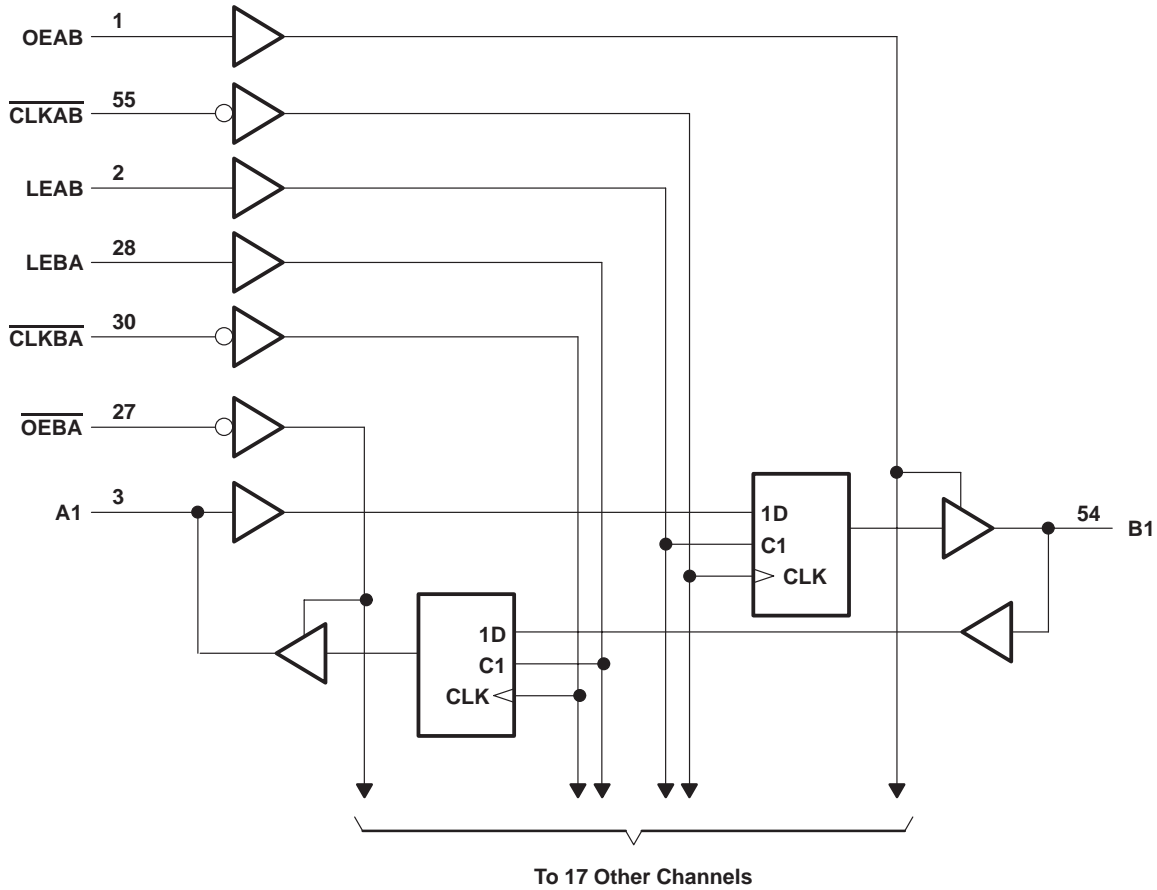 OEAB 1
CLKAB 55
LEAB 2
LEBA 28
CLKBA 30
OEBA 27
A1 3
1D
C1
CLK
54 B1
1D
C1
CLK
To 17 Other Channels